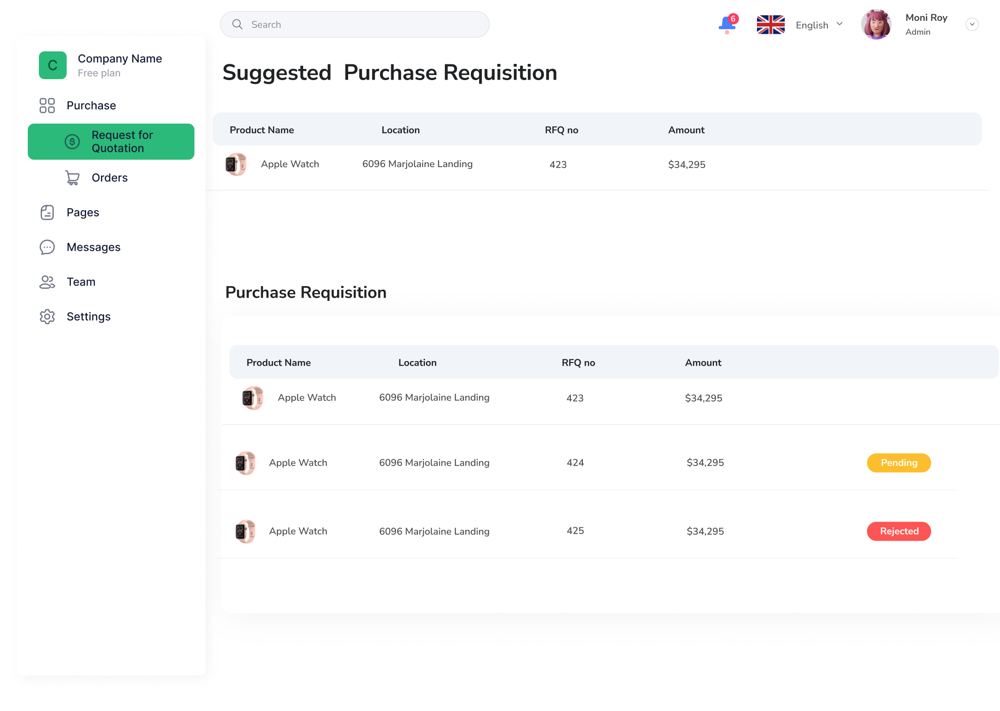 Search
6
English
Moni Roy
Admin
C
Company Name
Free plan
Purchase
Request for
Quotation
Orders
Pages
Messages
Team
Settings
Suggested  Purchase Requisition
Product Name Location RFQ no Amount
Apple Watch 6096 Marjolaine Landing 423 $34,295
Purchase Requisition
Product Name Location RFQ no Amount
Apple Watch 6096 Marjolaine Landing 423 $34,295
Apple Watch 6096 Marjolaine Landing 424 $34,295 Pending
Apple Watch 6096 Marjolaine Landing 425 $34,295 Rejected